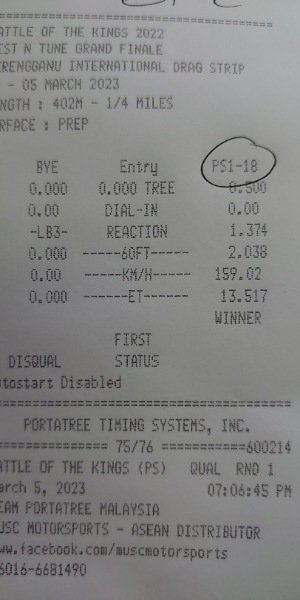 ATTLE OF THE KINGS 2022
EST N TUNE GRAND FINALE
ERENGGANU INTERNATIONAL DRAG STRIP
- 05 MARCH 2023
NGTH : 402M - 1/4 MILES
RFACE : PREP
BYE Entry PS1-18
0.000 0.000 TREE 0.500
0.00 DIAL-IN 0.00
-LB3- REACTION 1.374
0.000 -----60FT----- 2.038
0.00 -----KM/H----- 159.02
0.000 ------ET------ 13.517
WINNER
FIRST
DISQUAL STATUS
utostart Disabled
PORTATREE TIMING SYSTEMS, INC.
============ 75/76 ===========600214
ATTLE OF THE KINGS (PS) QUAL RND 1
arch 5, 2023 07:06:45 PM
EAM PORTATREE MALAYSIA
USC MOTORSPORTS - ASEAN DISTRIBUTOR
ww.facebook.com/muscmotorsports
6016-6681490